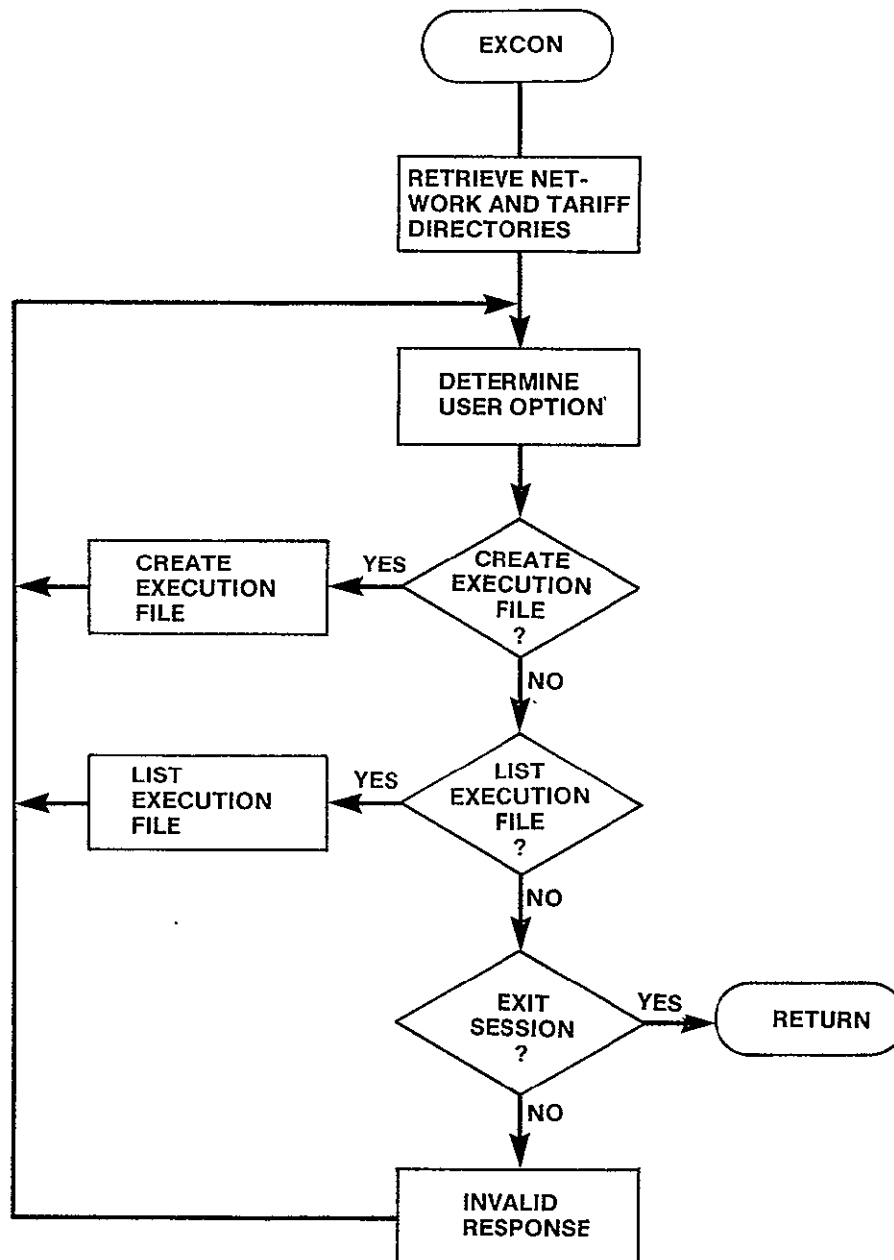 EXCON
RETRIEVE NET-
WORK AND TARIFF
DIRECTORIES
DETERMINE
USER OPTION
CREATE
EXECUTION
FILE
?
YES
CREATE
EXECUTION
FILE
NO
LIST
EXECUTION
FILE
?
YES
LIST
EXECUTION
FILE
NO
EXIT
SESSION
?
YES
RETURN
NO
INVALID
RESPONSE